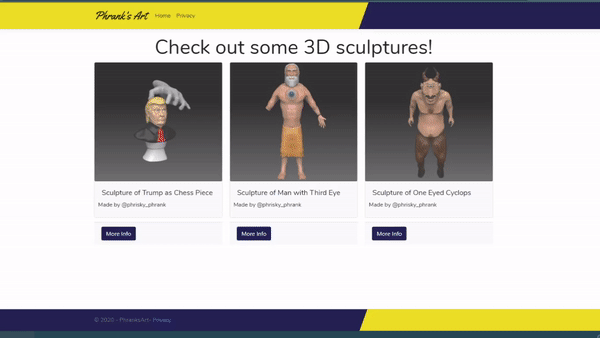 Phrank's Art Home Privacy
Check out some 3D sculptures!
Sculpture of Trump as Chess Piece
Made by @phrisky_phrank
More Info
Sculpture of Man with Third Eye
Made by @phrisky_phrank
More Info
Sculpture of One Eyed Cyclops
Made by @phrisky_phrank
More Info
© 2020 - PhranksArt - Privacy